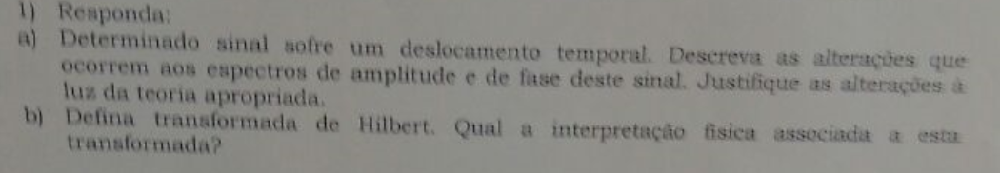 1) Responda:
a) Determinado sinal sofre um deslocamento temporal. Descreva as alterações que
ocorrem aos espectros de amplitude e de fase deste sinal. Justifique as alterações à
luz da teoria apropriada.
b) Defina transformada de Hilbert. Qual a interpretação física associada a esta
transformada?